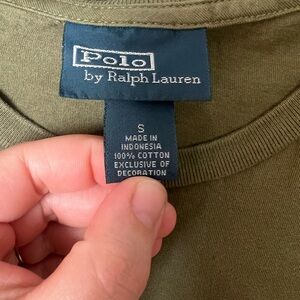 Polo
by Ralph Lauren
S
MADE IN
INDONESIA
100% COTTON
EXCLUSIVE OF
DECORATION